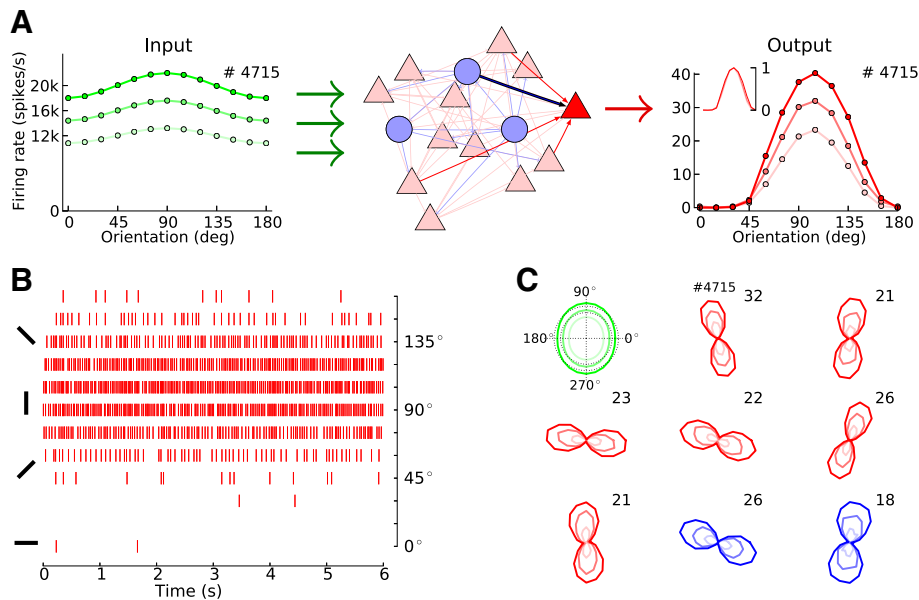 A
Input
Output
Firing rate (spikes/s)
# 4715
20k
16k
12k
0
0 45 90 135 180
Orientation (deg)
# 4715
40
30
20
10
0
1
0
0 45 90 135 180
Orientation (deg)
B
135°
90°
45°
0°
0 1 2 3 4 5 6
Time (s)
C
90°
180° 0°
270°
#4715
32
21
23
22
26
21
26
18